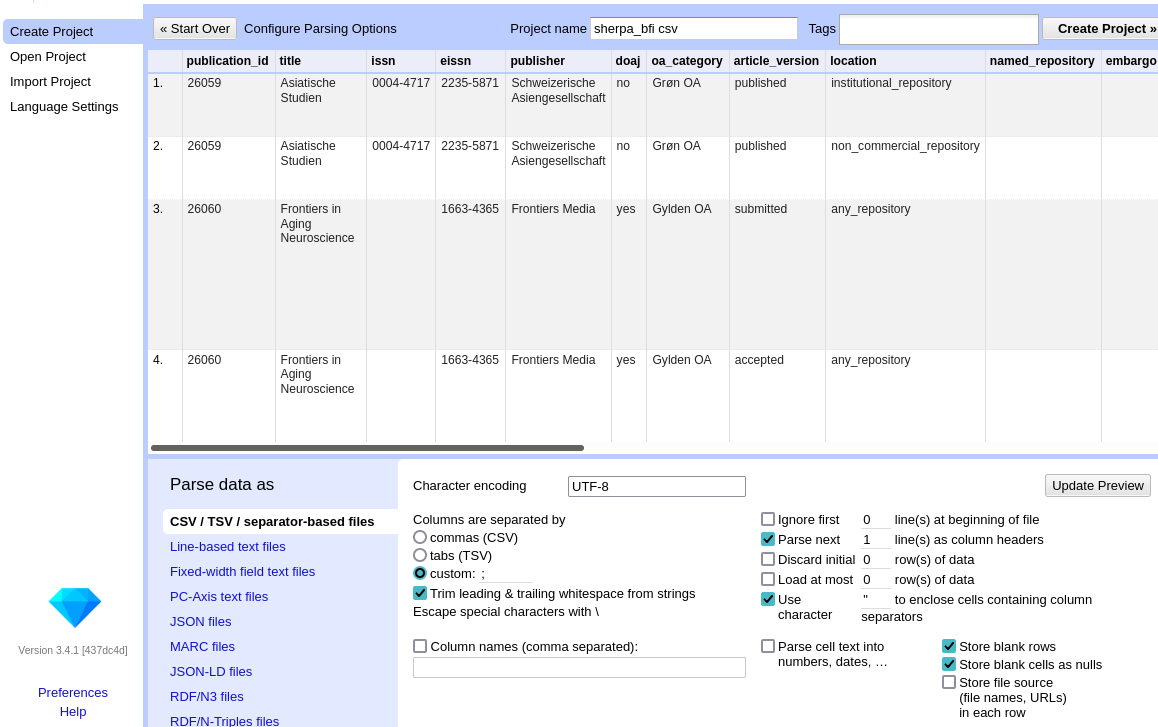 Create Project
Open Project
Import Project
Language Settings
« Start Over Configure Parsing Options Project name sherpa_bfi csv Tags Create Project »
publication_id title issn eissn publisher doaj oa_category article_version location named_repository embargo
1. 26059 Asiatische 0004-4717 2235-5871 Schweizerische no Grøn OA published institutional_repository
Studien Asiengesellschaft
2. 26059 Asiatische 0004-4717 2235-5871 Schweizerische no Grøn OA published non_commercial_repository
Studien Asiengesellschaft
3. 26060 Frontiers in 1663-4365 Frontiers Media yes Gylden OA submitted any_repository
Aging
Neuroscience
4. 26060 Frontiers in 1663-4365 Frontiers Media yes Gylden OA accepted any_repository
Aging
Neuroscience
Parse data as
CSV / TSV / separator-based files
Line-based text files
Fixed-width field text files
PC-Axis text files
JSON files
MARC files
JSON-LD files
RDF/N3 files
RDF/N-Triples files
Character encoding UTF-8 Update Preview
Columns are separated by
commas (CSV)
tabs (TSV)
custom: ;
Trim leading & trailing whitespace from strings
Escape special characters with \
Column names (comma separated):
Ignore first 0 line(s) at beginning of file
Parse next 1 line(s) as column headers
Discard initial 0 row(s) of data
Load at most 0 row(s) of data
Use character " to enclose cells containing column
separators
Parse cell text into
numbers, dates, …
Store blank rows
Store blank cells as nulls
Store file source
(file names, URLs)
in each row
Version 3.4.1 [437dc4d]
Preferences
Help